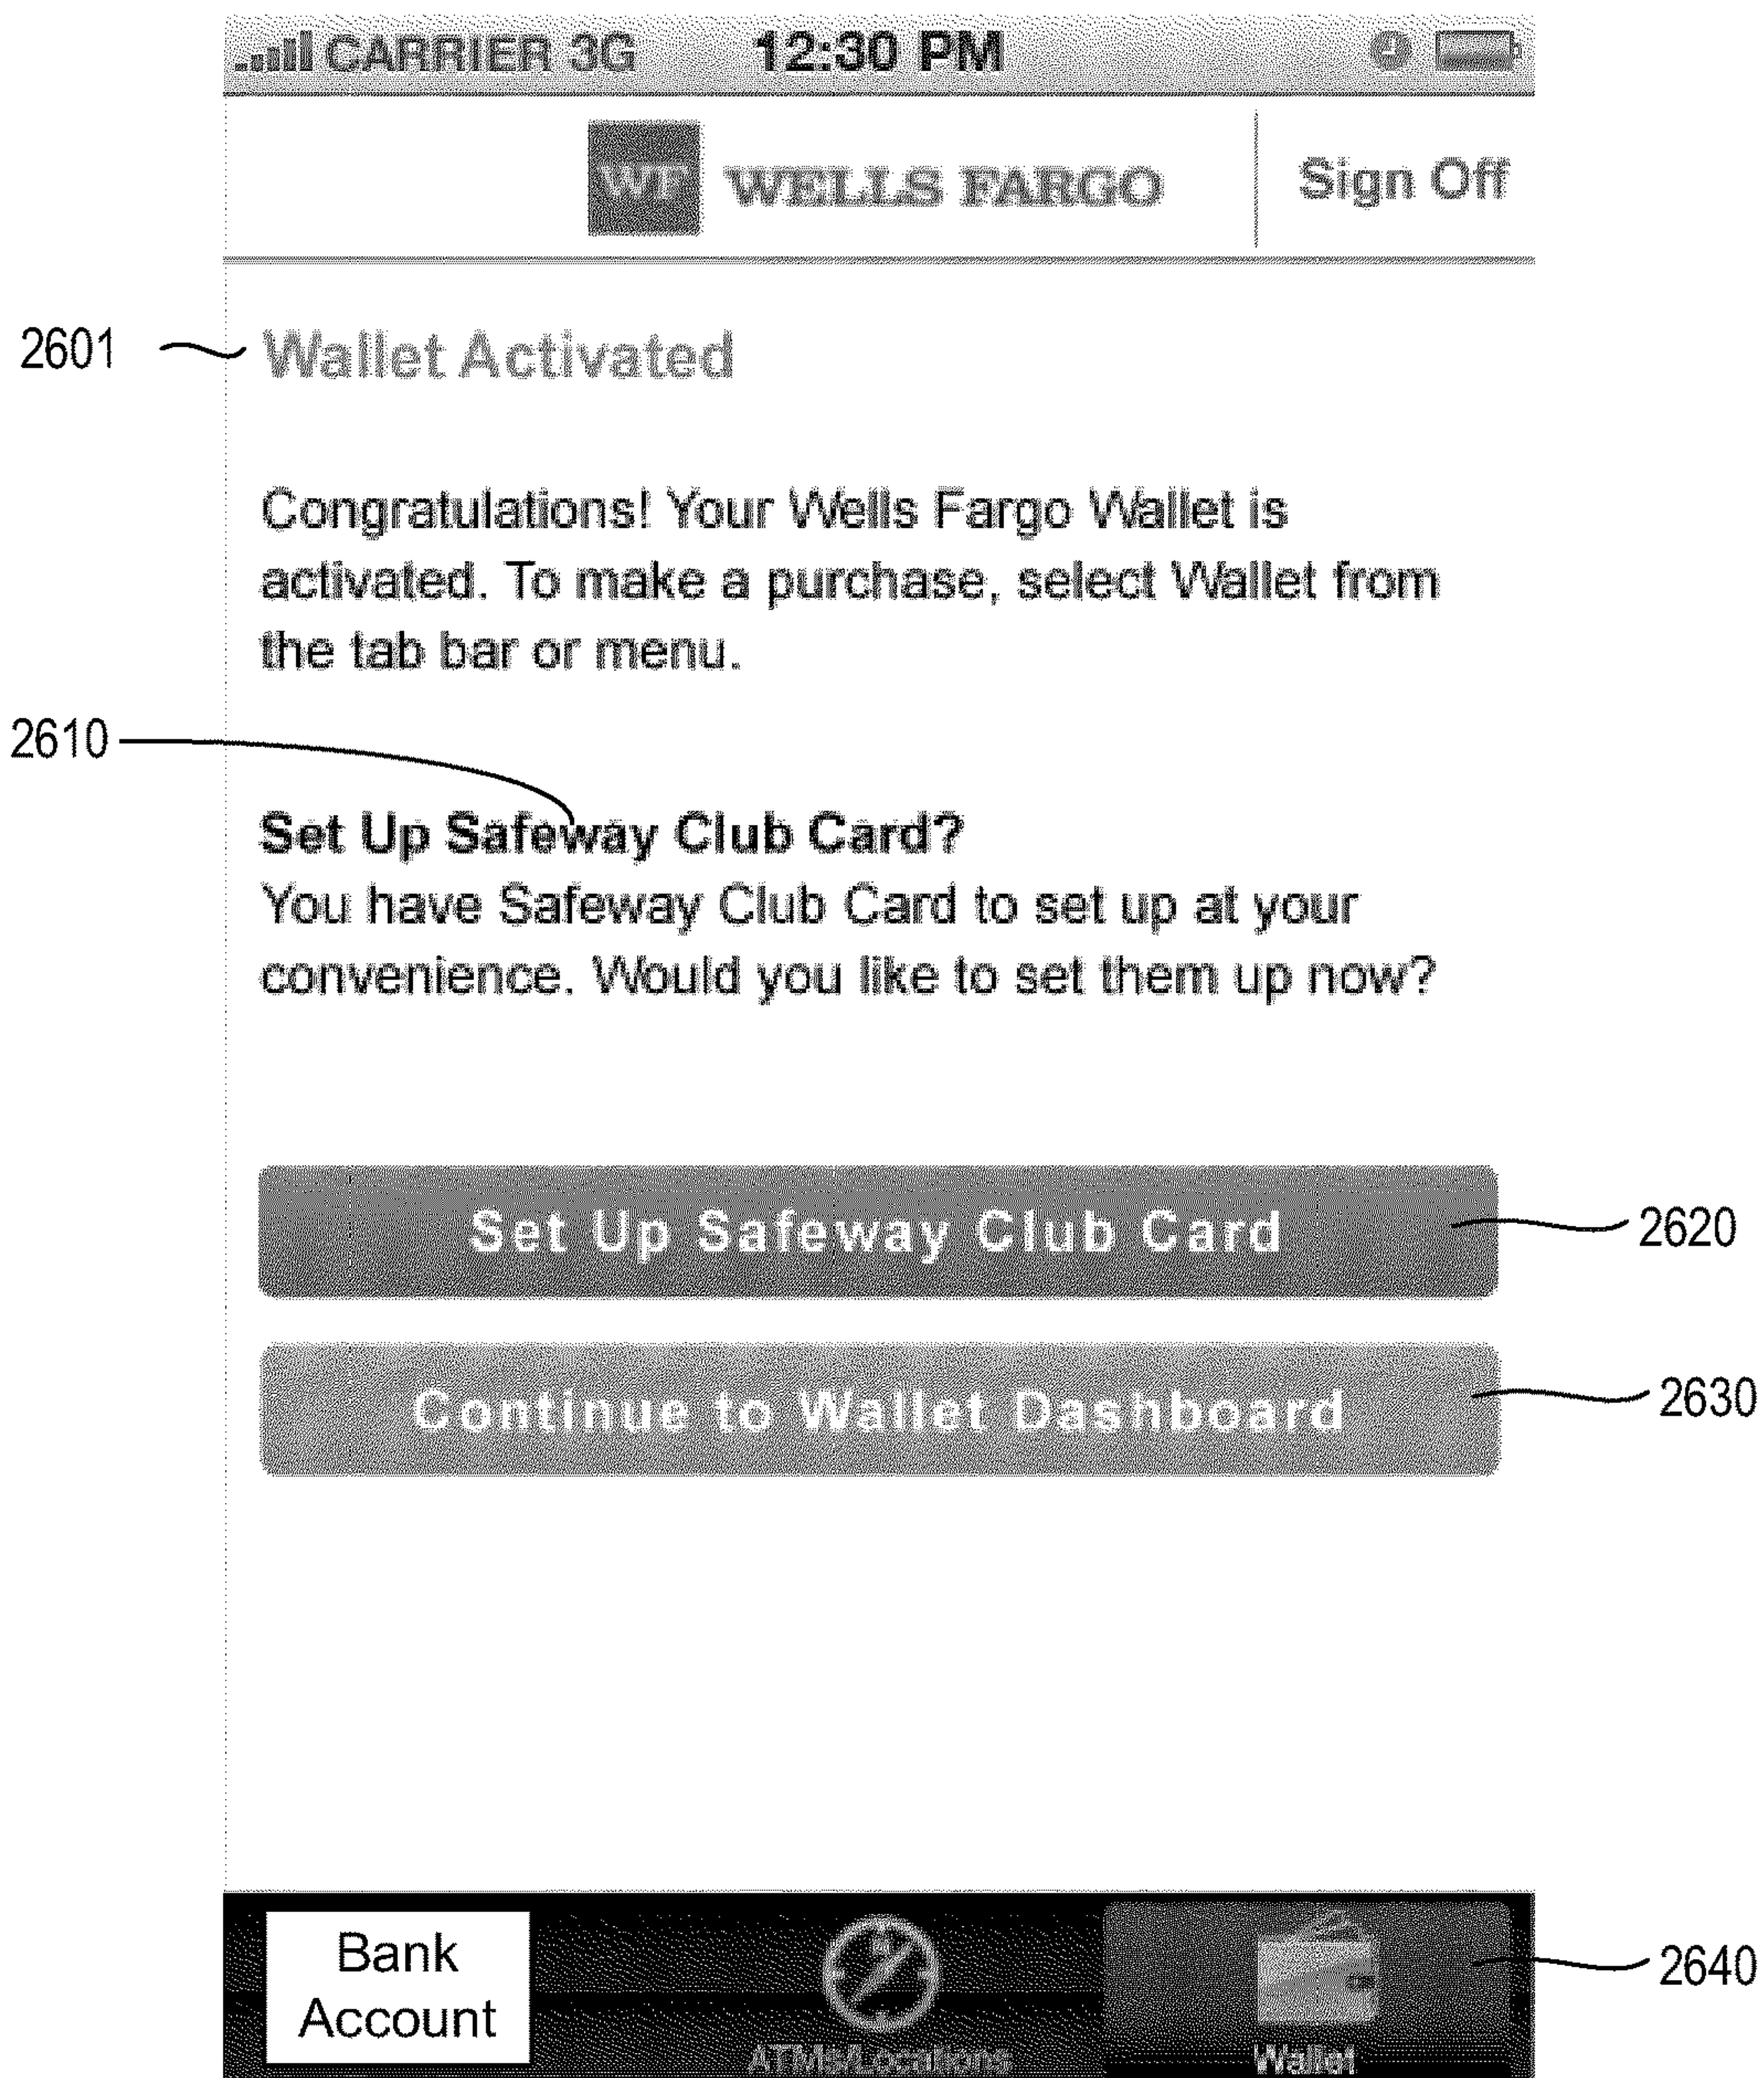 CARRIER 3G 12:30 PM
WF WELLS FARGO Sign Off
2601 Wallet Activated
Congratulations! Your Wells Fargo Wallet is
activated. To make a purchase, select Wallet from
the tab bar or menu.
2610
Set Up Safeway Club Card?
You have Safeway Club Card to set up at your
convenience. Would you like to set them up now?
Set Up Safeway Club Card 2620
Continue to Wallet Dashboard 2630
Bank
Account
ATMs/Locations
Wallet
2640